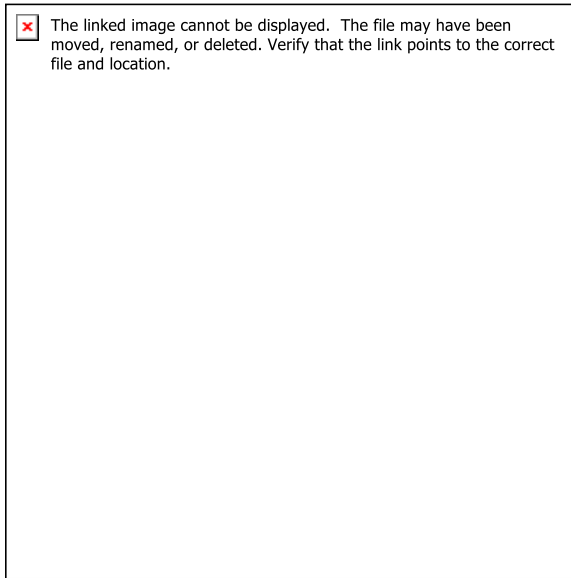 The linked image cannot be displayed.  The file may have been
moved, renamed, or deleted. Verify that the link points to the correct
file and location.